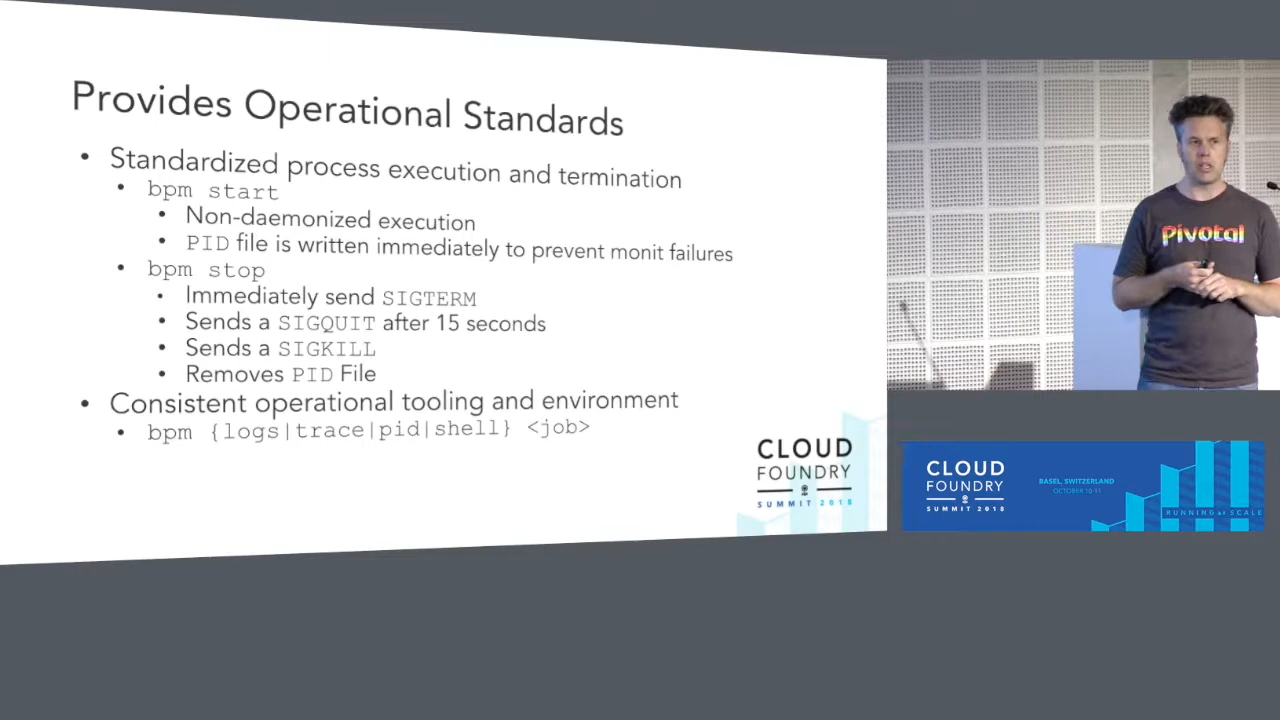 Provides Operational Standards
• Standardized process execution and termination
• bpm start
• Non-daemonized execution
• PID file is written immediately to prevent monit failures
• bpm stop
• Immediately send SIGTERM
• Sends a SIGQUIT after 15 seconds
• Sends a SIGKILL
• Removes PID File
• Consistent operational tooling and environment
• bpm {logs|trace|pid|shell} <job>
CLOUD
FOUNDRY
SUMMIT 2018
Pivotal
CLOUD
FOUNDRY
SUMMIT 2018
BASEL, SWITZERLAND
OCTOBER 10-11
RUNNING AT SCALE